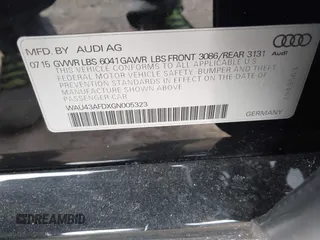 MFD. BY AUDI AG
07 15 GVWR LBS 6041 GAWR LBS FRONT 3086/REAR 3131
THIS VEHICLE CONFORMS TO ALL APPLICABLE U.S.
FEDERAL MOTOR VEHICLE SAFETY, BUMPER AND THEFT
PREVENTION STANDARDS IN EFFECT ON THE
DATE OF MANUFACTURE SHOWN ABOVE.
WAU43AFDXGN005323
GERMANY
DREAMBID